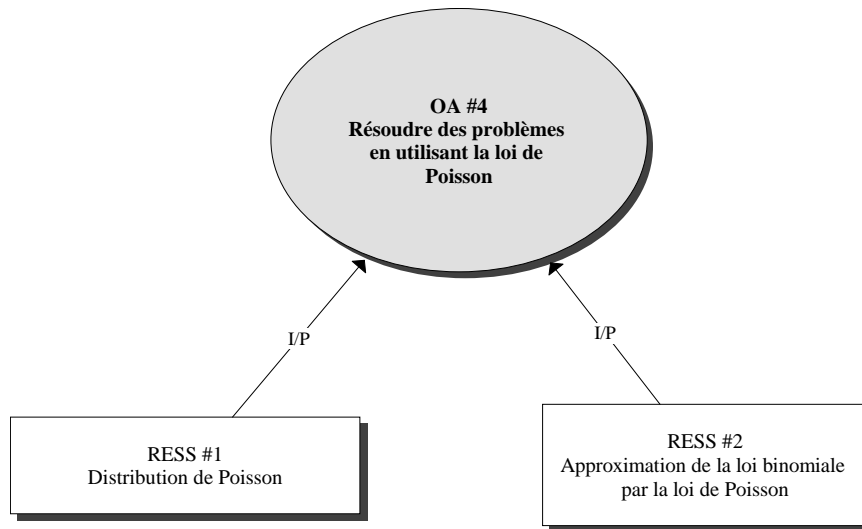 OA #4
Résoudre des problèmes
en utilisant la loi de
Poisson
I/P
I/P
RESS #1
Distribution de Poisson
RESS #2
Approximation de la loi binomiale
par la loi de Poisson